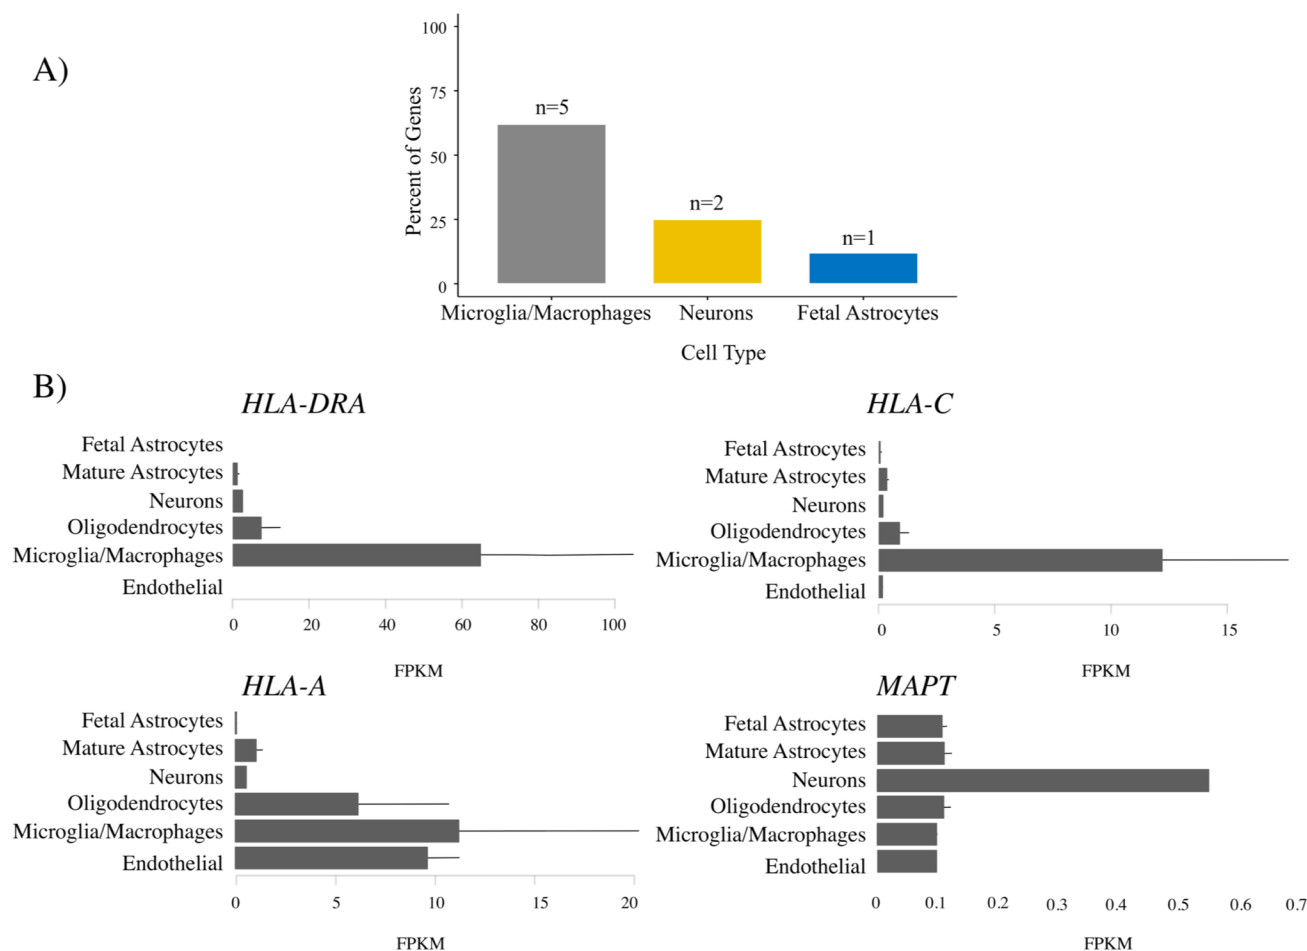 A)
Percent of Genes
100
75
50
25
0
n=5
n=2
n=1
Microglia/Macrophages Neurons Fetal Astrocytes
Cell Type
B)
HLA-DRA
Fetal Astrocytes
Mature Astrocytes
Neurons
Oligodendrocytes
Microglia/Macrophages
Endothelial
0 20 40 60 80 100
FPKM
HLA-C
Fetal Astrocytes
Mature Astrocytes
Neurons
Oligodendrocytes
Microglia/Macrophages
Endothelial
0 5 10 15
FPKM
HLA-A
Fetal Astrocytes
Mature Astrocytes
Neurons
Oligodendrocytes
Microglia/Macrophages
Endothelial
0 5 10 15 20
FPKM
MAPT
Fetal Astrocytes
Mature Astrocytes
Neurons
Oligodendrocytes
Microglia/Macrophages
Endothelial
0 0.1 0.2 0.3 0.4 0.5 0.6 0.7
FPKM